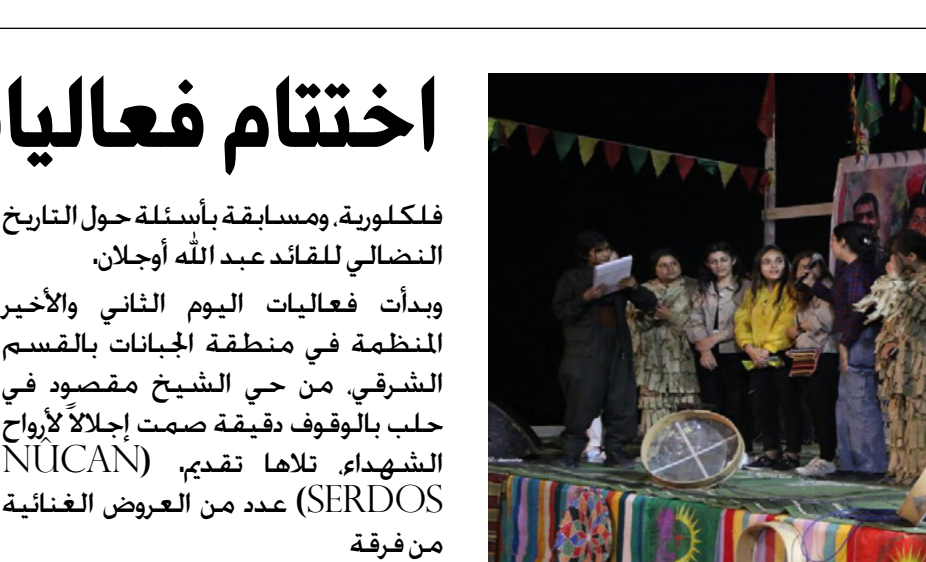 اختتام
فلكلورية، ومسابقة بأسئلة حول التاريخ
النضالي للقائد عبد الله أوجلان.
وبدأت فعاليات اليوم الثاني والأخير
المنظمة في منطقة الجبانات بالقسم
الشرقي، من حي الشيخ مقصود في
حلب بالوقوف دقيقة صمت إجلالاً لأرواح
الشهداء، تلاها تقديم، (NÛCAN
SERDOS) عدد من العروض الغنائية
من فرقة